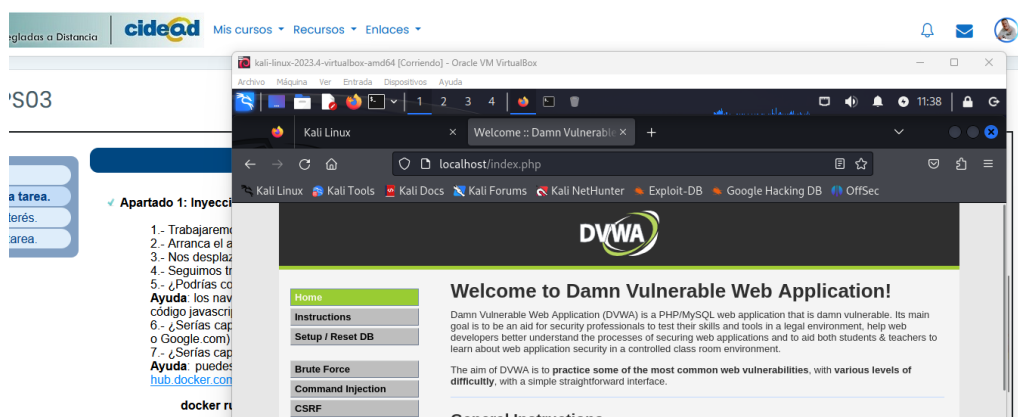 egladas a Distancia
cidead
Mis cursos
Recursos
Enlaces
kali-linux-2023.4-virtualbox-amd64 [Corriendo] - Oracle VM VirtualBox
Archivo Máquina Ver Entrada Dispositivos Ayuda
1 2 3 4
11:38
PS03
Kali Linux
Welcome :: Damn Vulnerable
localhost/index.php
Kali Linux Kali Tools Kali Docs Kali Forums Kali NetHunter Exploit-DB Google Hacking DB OffSec
a tarea.
terés.
tarea.
Apartado 1: Inyecci
1.- Trabajaremo
2.- Arranca el a
3.- Nos desplaz
4.- Seguimos tr
5.- ¿Podrías co
Ayuda: los nav
código javascri
6.- ¿Serías cap
o Google.com)
7.- ¿Serías cap
Ayuda: puedes
hub.docker.com
docker ru
DVWA
Home
Instructions
Setup / Reset DB
Brute Force
Command Injection
CSRF
Welcome to Damn Vulnerable Web Application!
Damn Vulnerable Web Application (DVWA) is a PHP/MySQL web application that is damn vulnerable. Its main
goal is to be an aid for security professionals to test their skills and tools in a legal environment, help web
developers better understand the processes of securing web applications and to aid both students & teachers to
learn about web application security in a controlled class room environment.
The aim of DVWA is to practice some of the most common web vulnerabilities, with various levels of
difficultly, with a simple straightforward interface.
General Instructions